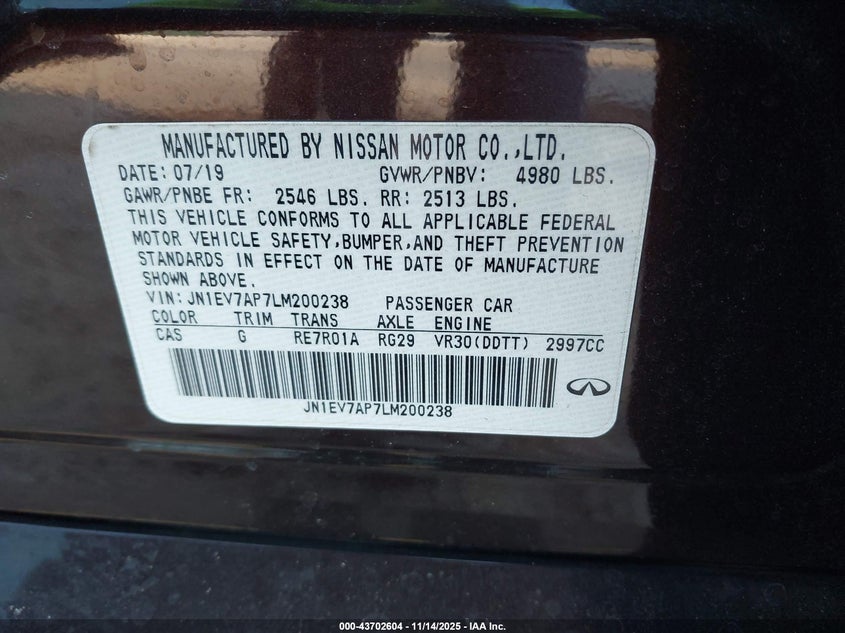 MANUFACTURED BY NISSAN MOTOR CO.,LTD.
DATE: 07/19 GVWR/PNBV: 4980 LBS.
GAWR/PNBE FR: 2546 LBS. RR: 2513 LBS.
THIS VEHICLE CONFORMS TO ALL APPLICABLE FEDERAL
MOTOR VEHICLE SAFETY,BUMPER,AND THEFT PREVENTION
STANDARDS IN EFFECT ON THE DATE OF MANUFACTURE
SHOWN ABOVE.
VIN: JN1EV7AP7LM200238 PASSENGER CAR
COLOR TRIM TRANS AXLE ENGINE
CAS G RE7R01A RG29 VR30(DDTT) 2997CC
JN1EV7AP7LM200238
000-43702604 - 11/14/2025 - IAA Inc.